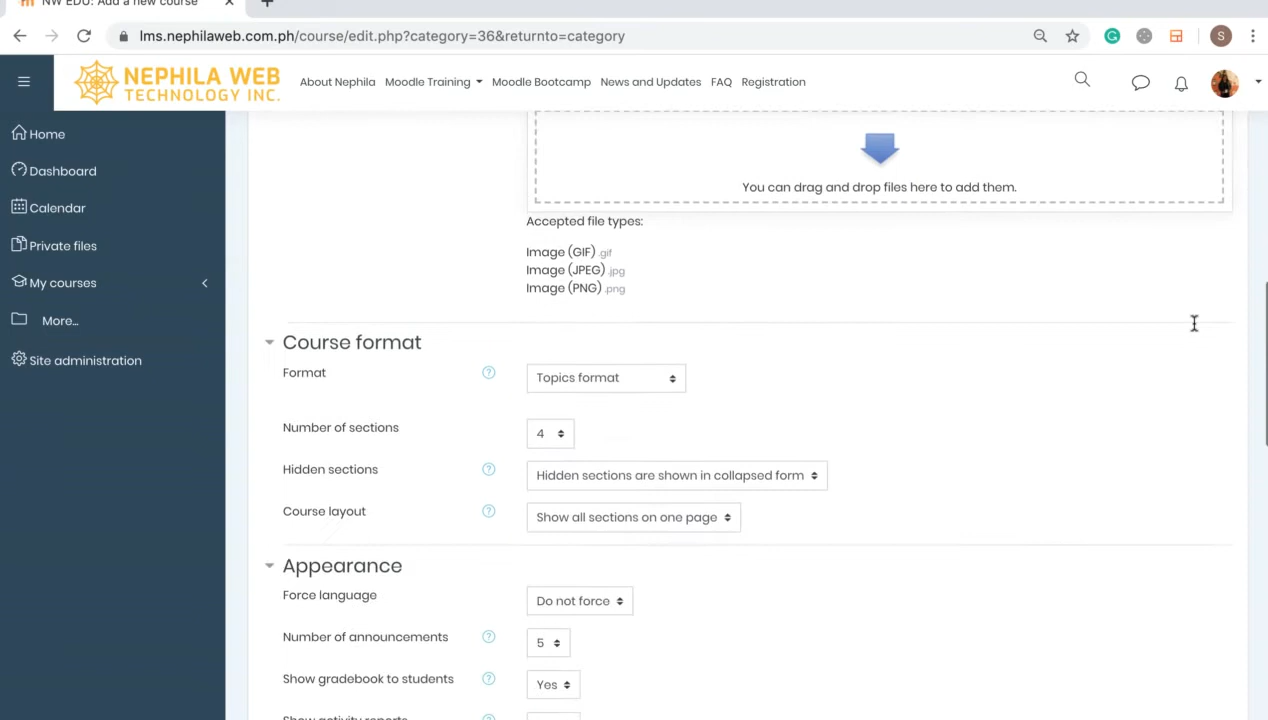 NW EDU: Add a new course
lms.nephilaweb.com.ph/course/edit.php?category=36&returnto=category
S
NEPHILA WEB
TECHNOLOGY INC.
About Nephila Moodle Training Moodle Bootcamp News and Updates FAQ Registration
Home
Dashboard
Calendar
Private files
My courses
More...
Site administration
You can drag and drop files here to add them.
Accepted file types:
Image (GIF) .gif
Image (JPEG) .jpg
Image (PNG) .png
Course format
Format ? Topics format
Number of sections 4
Hidden sections ? Hidden sections are shown in collapsed form
Course layout ? Show all sections on one page
Appearance
Force language Do not force
Number of announcements ? 5
Show gradebook to students ? Yes
Show activity reports